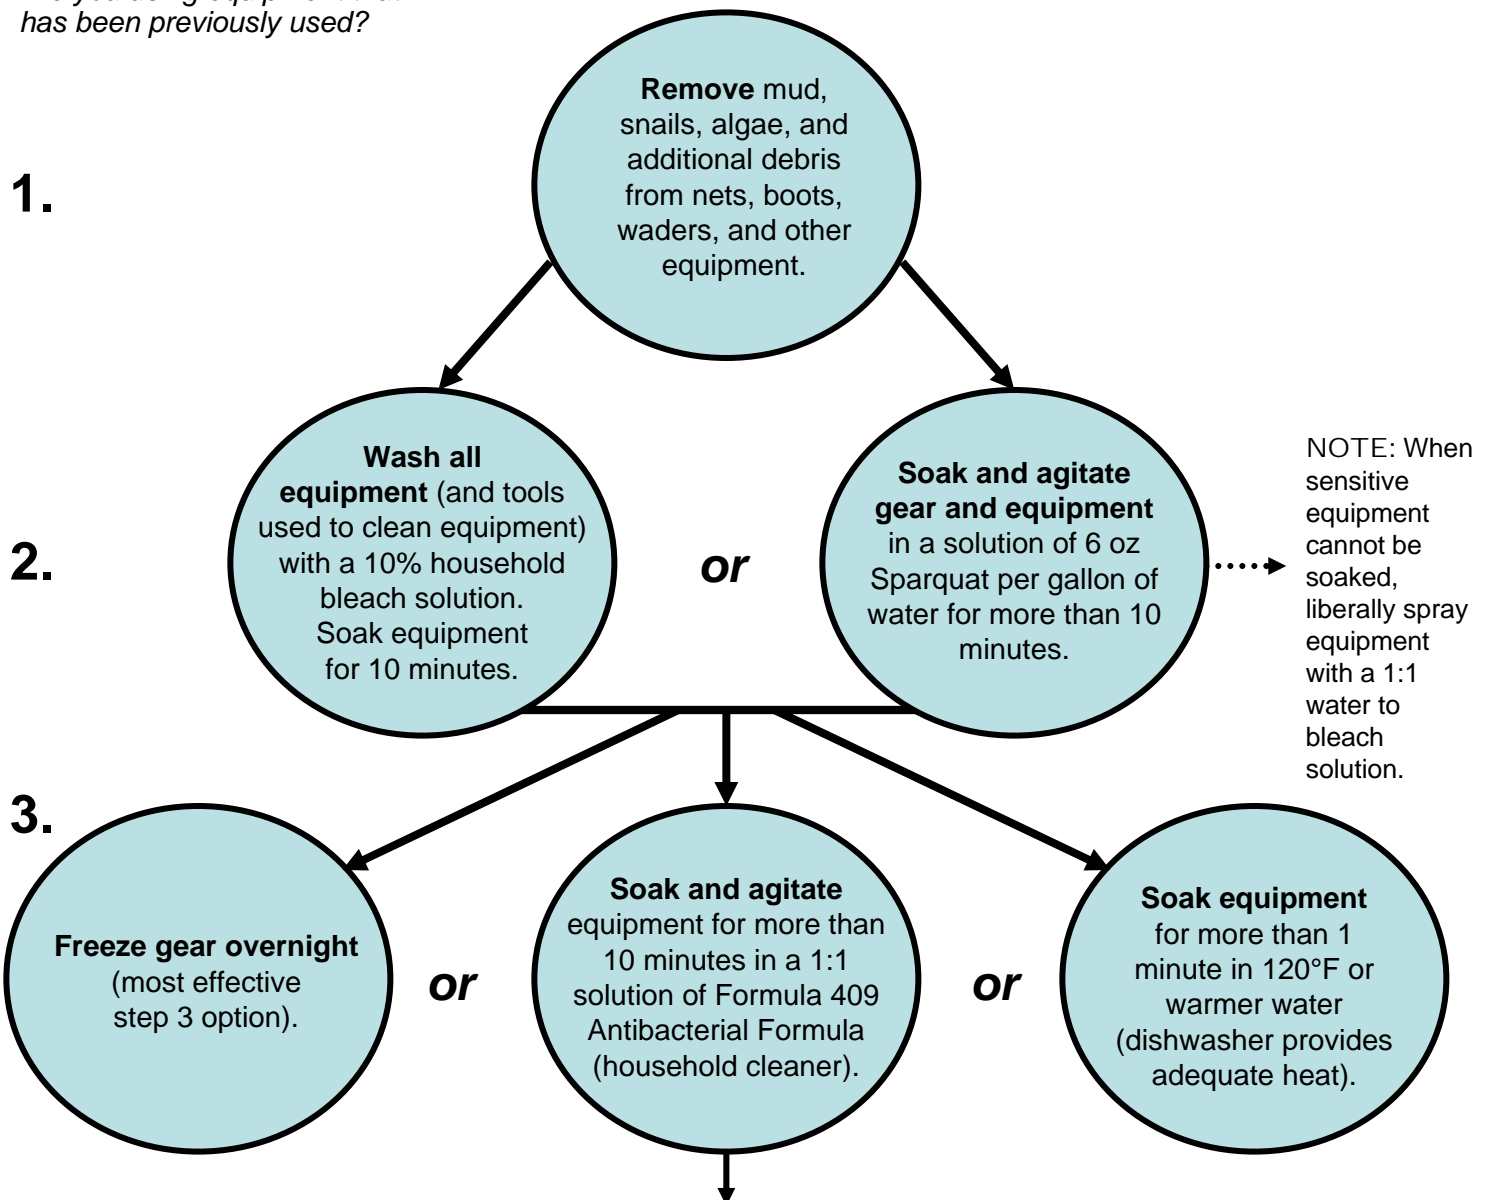 has been previously used?
1.
Remove mud,
snails, algae, and
additional debris
from nets, boots,
waders, and other
equipment.
2.
Wash all
equipment (and tools
used to clean equipment)
with a 10% household
bleach solution.
Soak equipment
for 10 minutes.
or
Soak and agitate
gear and equipment
in a solution of 6 oz
Sparquat per gallon of
water for more than 10
minutes.
NOTE: When
sensitive
equipment
cannot be
soaked,
liberally spray
equipment
with a 1:1
water to
bleach
solution.
3.
Freeze gear overnight
(most effective
step 3 option).
or
Soak and agitate
equipment for more than
10 minutes in a 1:1
solution of Formula 409
Antibacterial Formula
(household cleaner).
or
Soak equipment
for more than 1
minute in 120°F or
warmer water
(dishwasher provides
adequate heat).